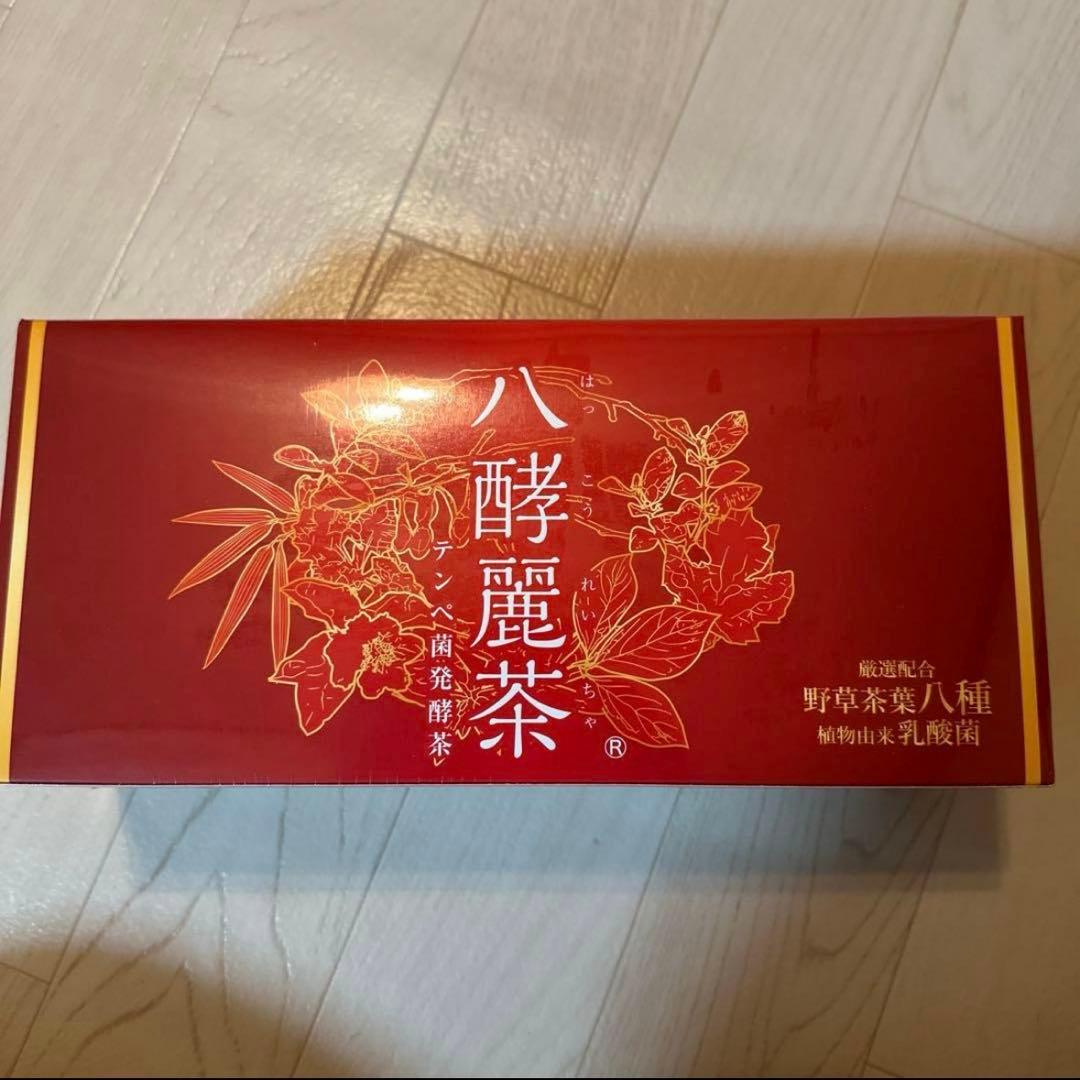 八酵麗茶
はっこうれいちゃ
テンペ菌発酵茶
®
厳選配合
野草茶葉八種
植物由来乳酸菌